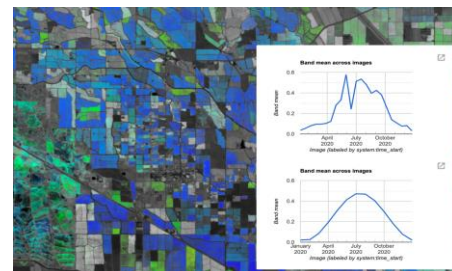 Band mean across images
0.6
0.4
0.2
0.0
Band mean
April 2020
July 2020
October 2020
Image (labeled by system:time_start)
Band mean across images
0.6
0.4
0.2
0.0
Band mean
January 2020
April 2020
July 2020
October 2020
Image (labeled by system:time_start)